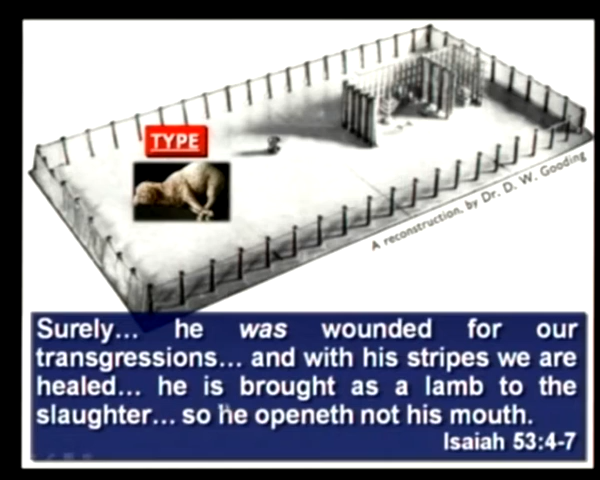 TYPE
A reconstruction, by Dr. D. W. Gooding
Surely... he was wounded for our
transgressions... and with his stripes we are
healed... he is brought as a lamb to the
slaughter... so he openeth not his mouth.
Isaiah 53:4-7